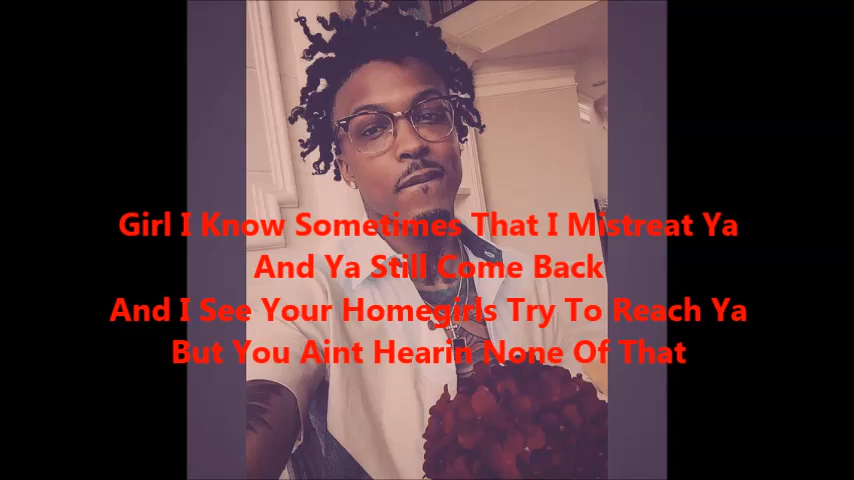 Girl I Know Sometimes That I Mistreat Ya
And Ya Still Come Back
And I See Your Homegirls Try To Reach Ya
But You Aint Hearin None Of That